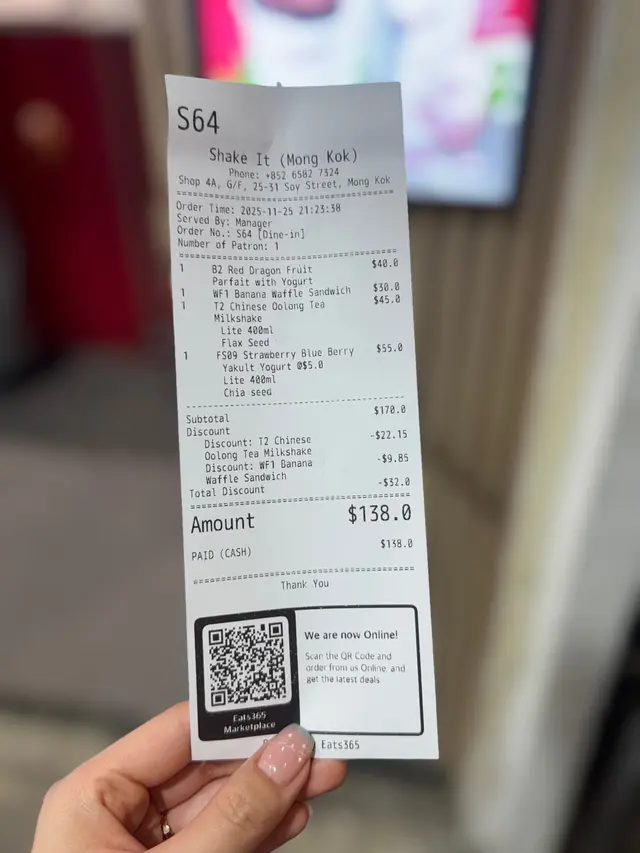 S64
Shake It (Mong Kok)
Phone: +852 6582 7324
Shop 4A, G/F, 25-31 Soy Street, Mong Kok
Order Time: 2025-11-25 21:23:38
Served By: Manager
Order No.: S64 [Dine-in]
Number of Patron: 1
1 B2 Red Dragon Fruit $40.0
Parfait with Yogurt
1 WF1 Banana Waffle Sandwich $30.0
1 T2 Chinese Oolong Tea $45.0
Milkshake
Lite 400ml
Flax Seed
1 FS09 Strawberry Blue Berry $55.0
Yakult Yogurt @$5.0
Lite 400ml
Chia seed
Subtotal $170.0
Discount
Discount: T2 Chinese -$22.15
Oolong Tea Milkshake
Discount: WF1 Banana -$9.85
Waffle Sandwich
Total Discount -$32.0
Amount $138.0
PAID (CASH) $138.0
Thank You
We are now Online!
Scan the QR Code and
order from us Online, and
get the latest deals
Eats365
Marketplace
Eats365